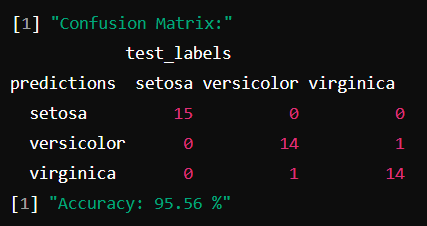 [1] "Confusion Matrix:"
test_labels
predictions setosa versicolor virginica
setosa 15 0 0
versicolor 0 14 1
virginica 0 1 14
[1] "Accuracy: 95.56 %"